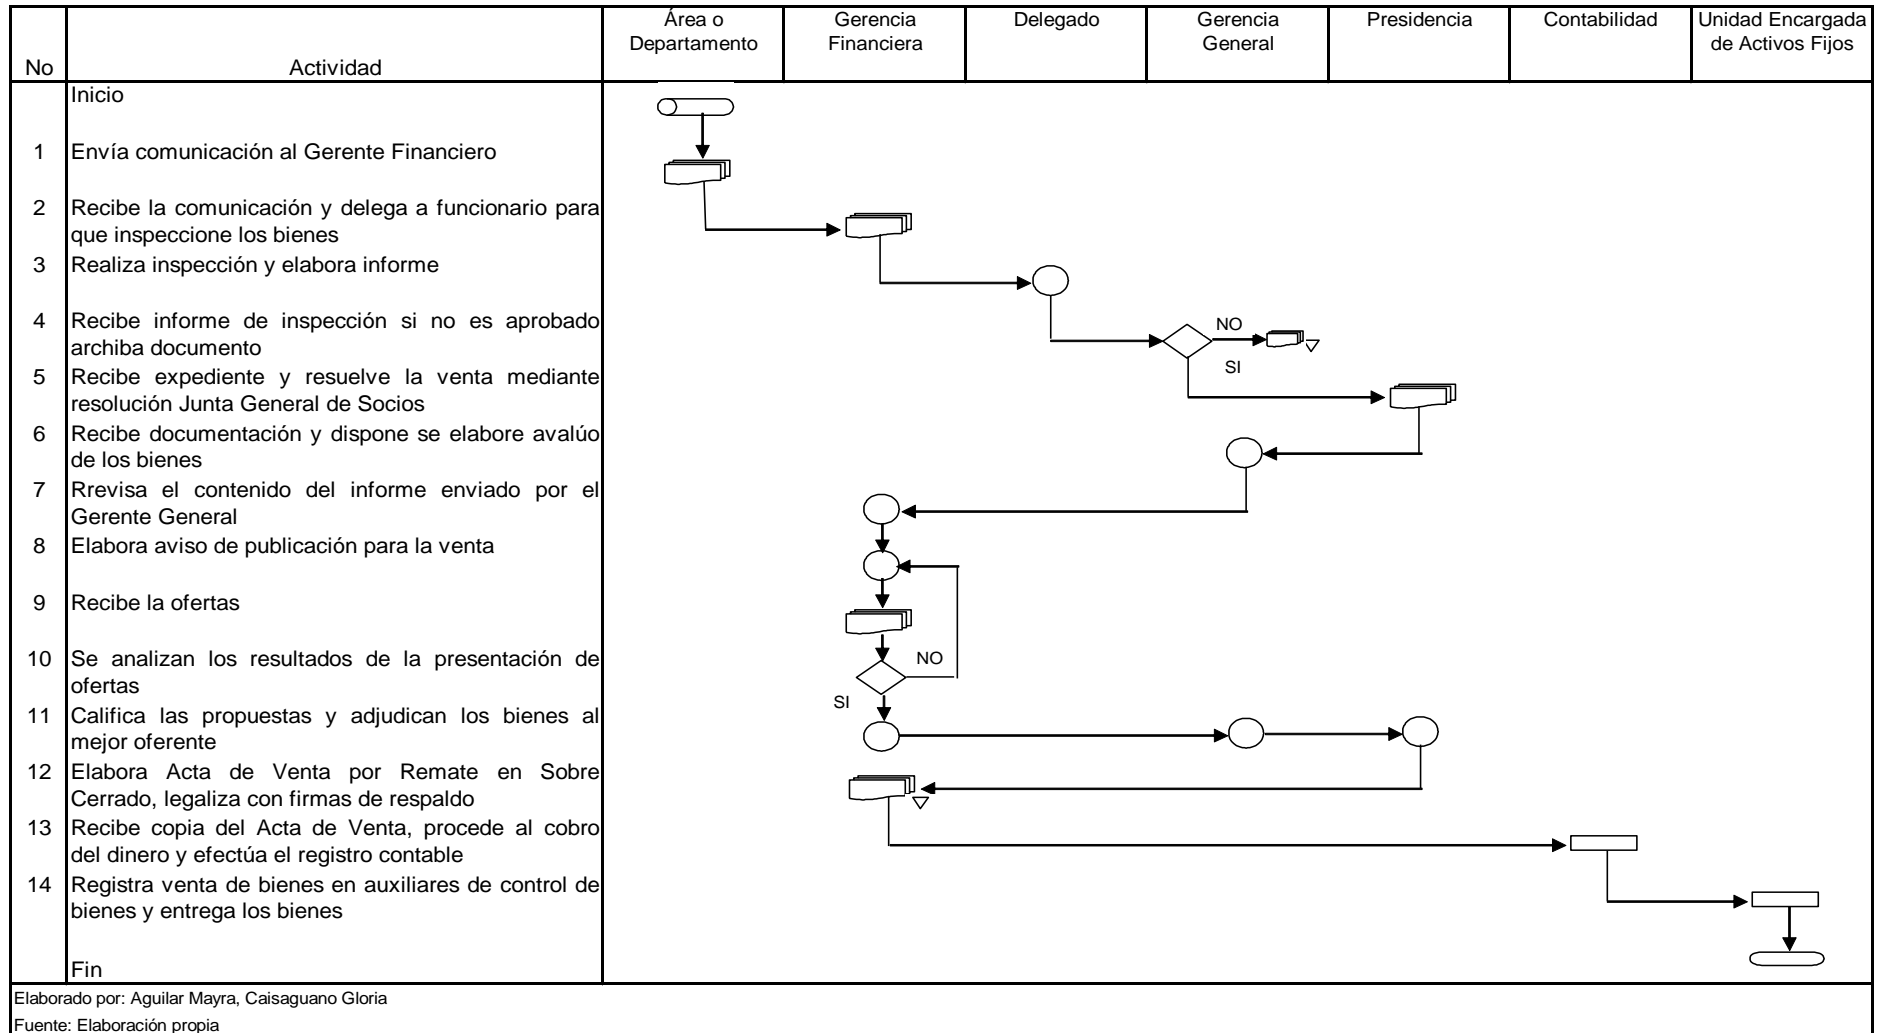 No
Actividad
Área o
Departamento
Gerencia
Financiera
Delegado
Gerencia
General
Presidencia
Contabilidad
Unidad Encargada
de Activos Fijos
Inicio
1 Envía comunicación al Gerente Financiero
2 Recibe la comunicación y delega a funcionario para
que inspeccione los bienes
3 Realiza inspección y elabora informe
4 Recibe informe de inspección si no es aprobado
archiba documento
NO
SI
5 Recibe expediente y resuelve la venta mediante
resolución Junta General de Socios
6 Recibe documentación y dispone se elabore avalúo
de los bienes
7 Rrevisa el contenido del informe enviado por el
Gerente General
8 Elabora aviso de publicación para la venta
9 Recibe la ofertas
10 Se analizan los resultados de la presentación de
ofertas
NO
SI
11 Califica las propuestas y adjudican los bienes al
mejor oferente
12 Elabora Acta de Venta por Remate en Sobre
Cerrado, legaliza con firmas de respaldo
13 Recibe copia del Acta de Venta, procede al cobro
del dinero y efectúa el registro contable
14 Registra venta de bienes en auxiliares de control de
bienes y entrega los bienes
Fin
Elaborado por: Aguilar Mayra, Caisaguano Gloria
Fuente: Elaboración propia